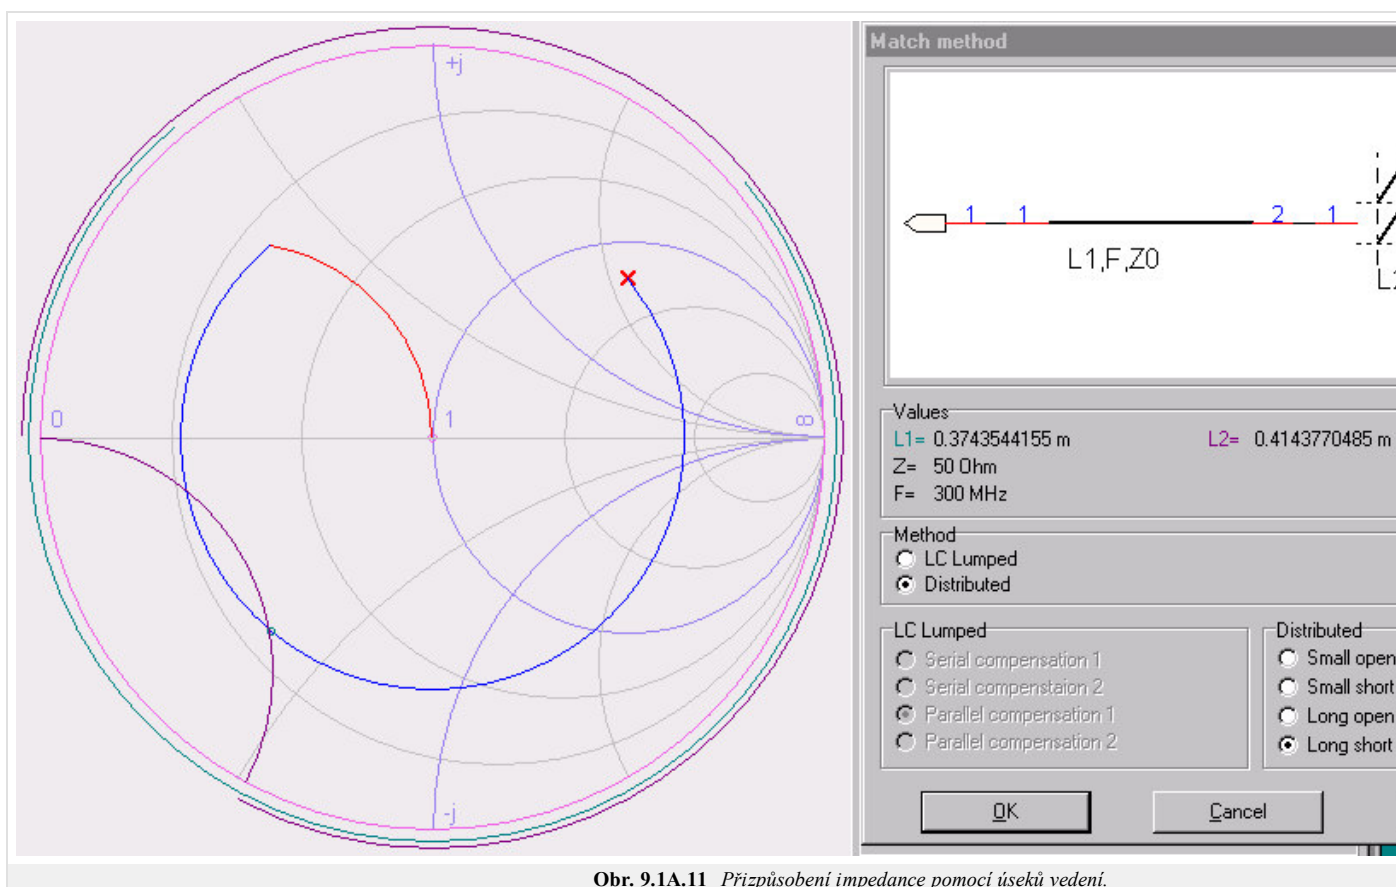 +j
0
1
∞
-j
Match method
1 1 2 1
L1,F,Z0
Values
L1= 0.3743544155 m L2= 0.4143770485 m
Z= 50 Ohm
F= 300 MHz
Method
LC Lumped
Distributed
LC Lumped
Serial compensation 1
Serial compenstaion 2
Parallel compensation 1
Parallel compensation 2
Distributed
Small open
Small short
Long open
Long short
OK Cancel
Obr. 9.1A.11 Přizpůsobení impedance pomocí úseků vedení.